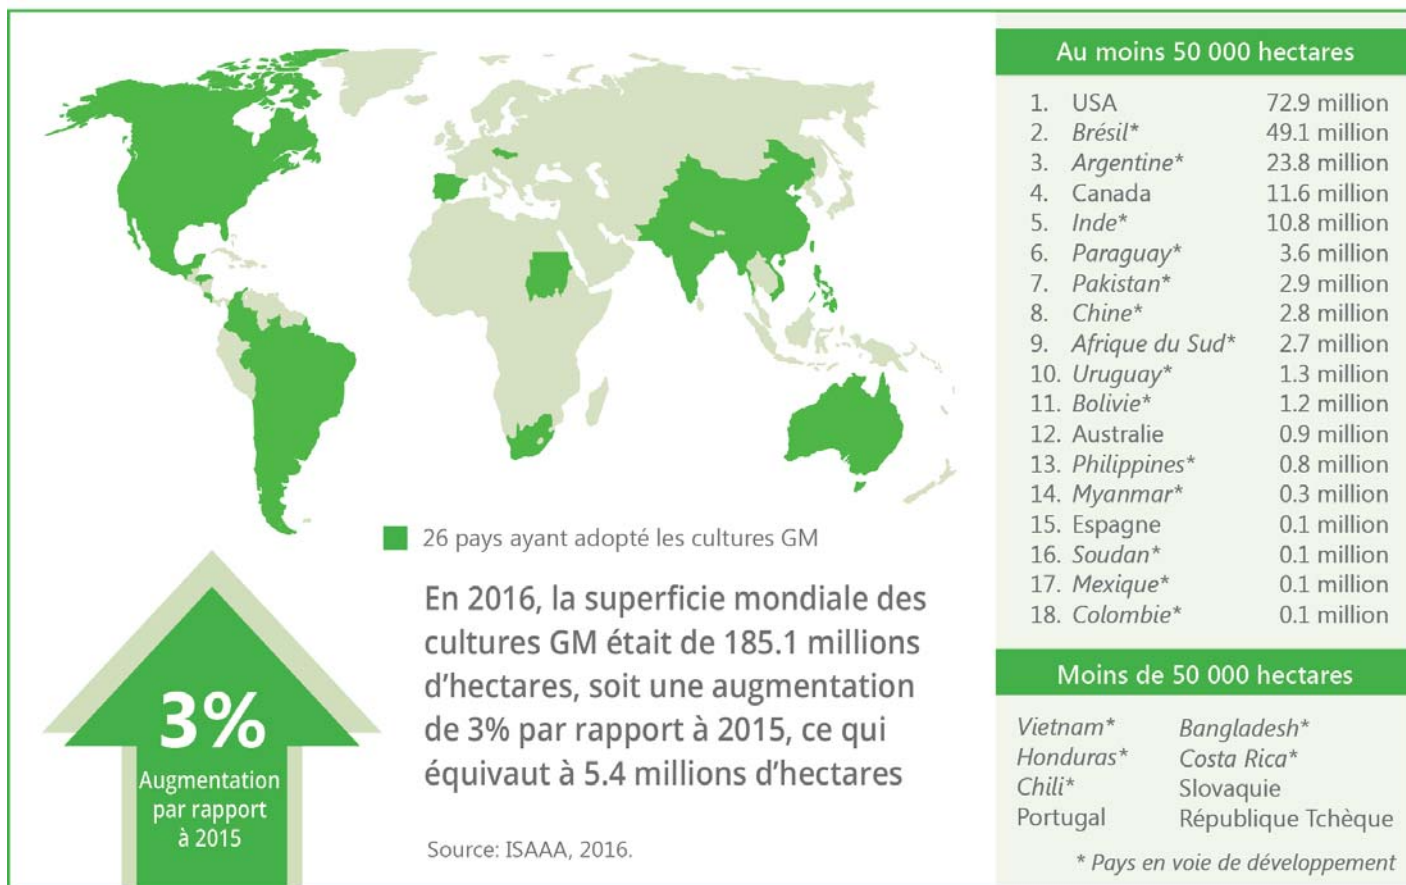 26 pays ayant adopté les cultures GM
En 2016, la superficie mondiale des
cultures GM était de 185.1 millions
d'hectares, soit une augmentation
de 3% par rapport à 2015, ce qui
équivaut à 5.4 millions d'hectares
Source: ISAAA, 2016.
3%
Augmentation
par rapport
à 2015
Au moins 50 000 hectares
1. USA 72.9 million
2. Brésil* 49.1 million
3. Argentine* 23.8 million
4. Canada 11.6 million
5. Inde* 10.8 million
6. Paraguay* 3.6 million
7. Pakistan* 2.9 million
8. Chine* 2.8 million
9. Afrique du Sud* 2.7 million
10. Uruguay* 1.3 million
11. Bolivie* 1.2 million
12. Australie 0.9 million
13. Philippines* 0.8 million
14. Myanmar* 0.3 million
15. Espagne 0.1 million
16. Soudan* 0.1 million
17. Mexique* 0.1 million
18. Colombie* 0.1 million
Moins de 50 000 hectares
Vietnam* Bangladesh*
Honduras* Costa Rica*
Chili* Slovaquie
Portugal République Tchèque
* Pays en voie de développement